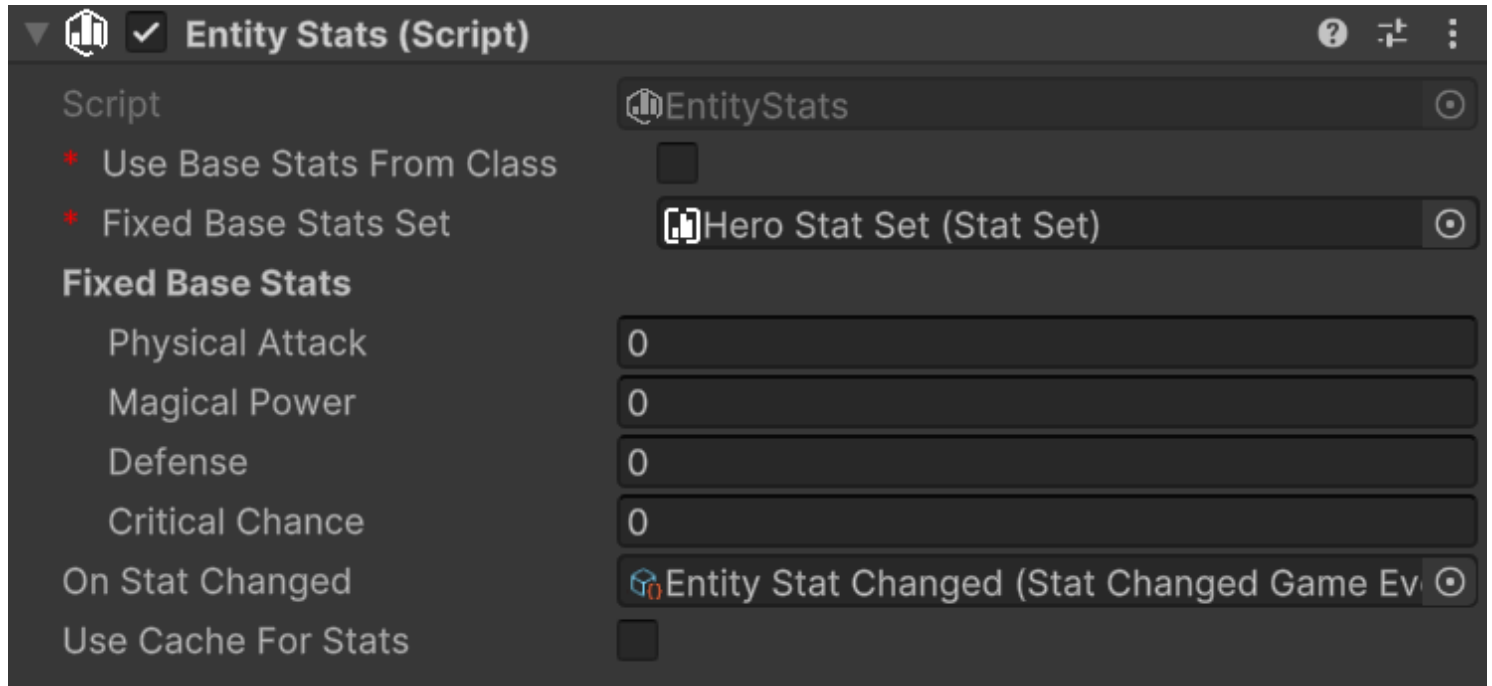 Entity Stats (Script)
Script EntityStats
* Use Base Stats From Class
* Fixed Base Stats Set Hero Stat Set (Stat Set)
Fixed Base Stats
Physical Attack 0
Magical Power 0
Defense 0
Critical Chance 0
On Stat Changed Entity Stat Changed (Stat Changed Game Ev
Use Cache For Stats